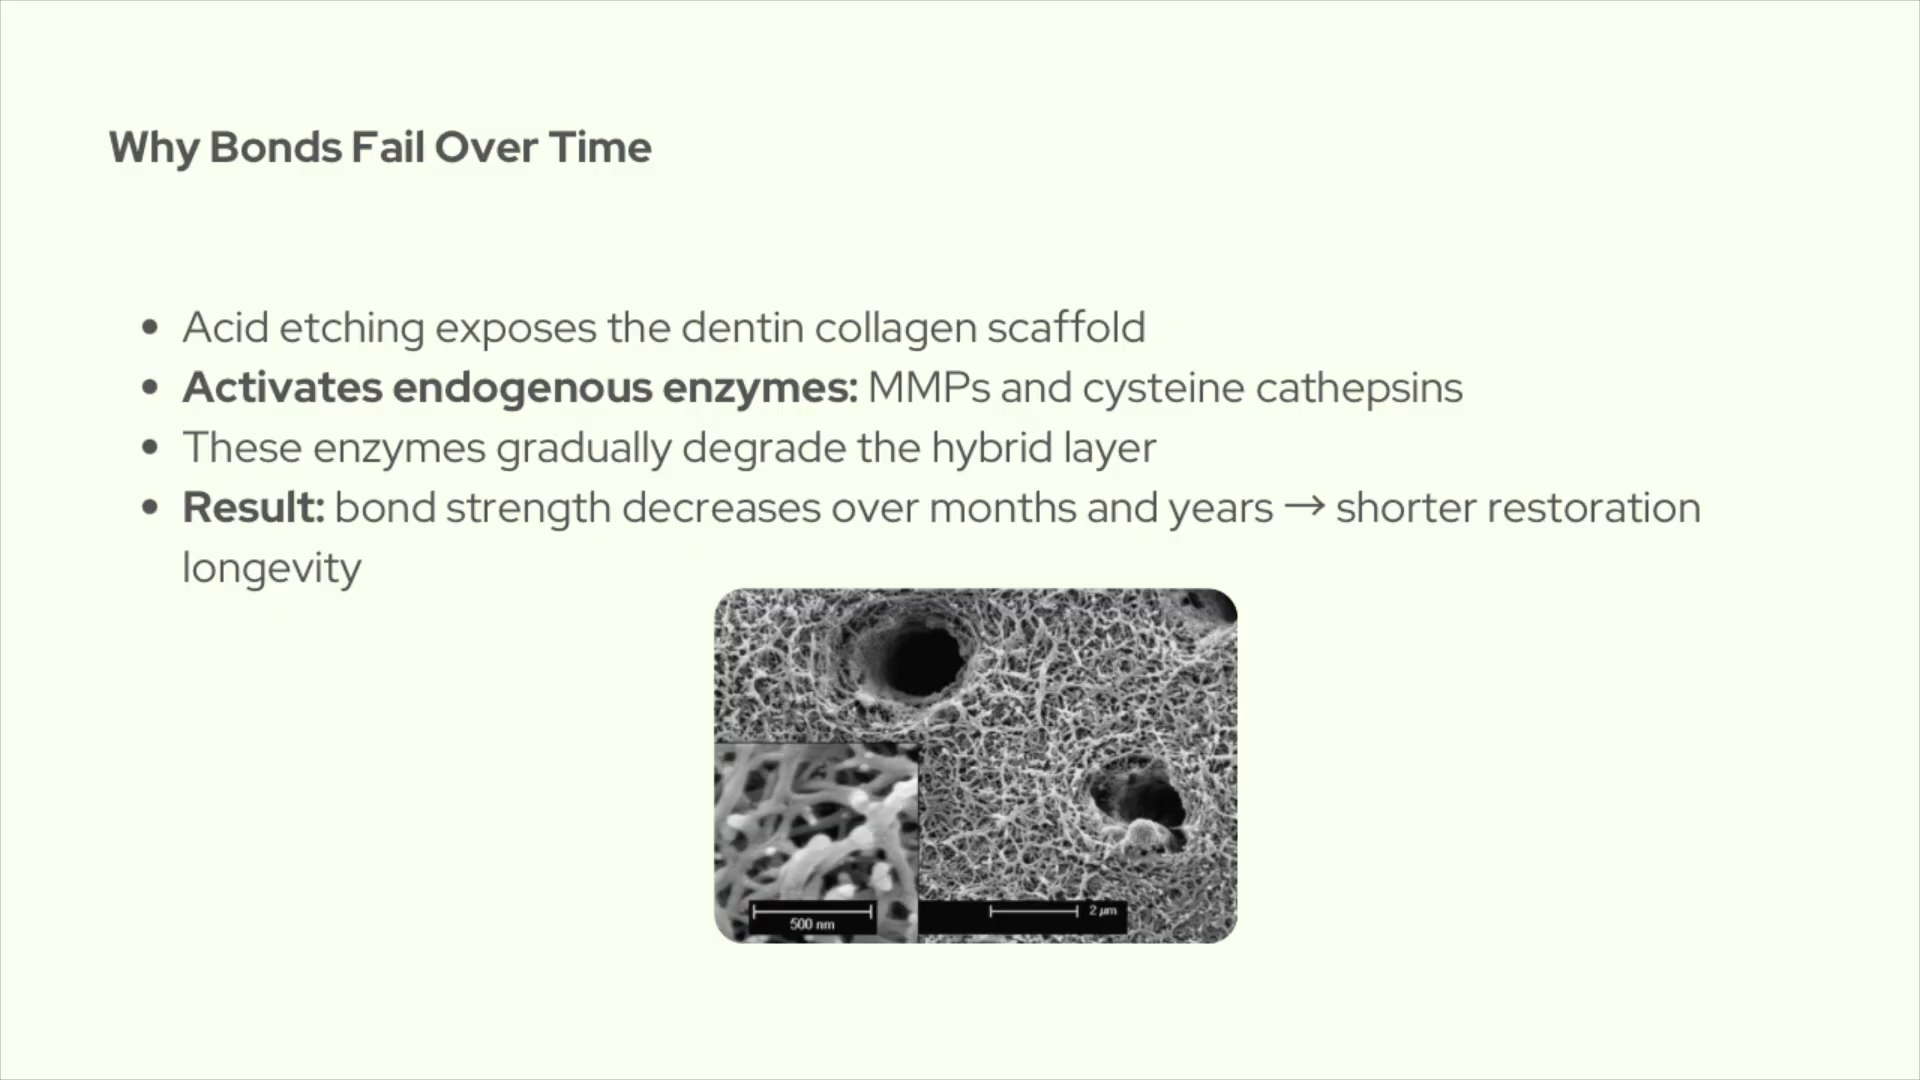 Why Bonds Fail Over Time
• Acid etching exposes the dentin collagen scaffold
• Activates endogenous enzymes: MMPs and cysteine cathepsins
• These enzymes gradually degrade the hybrid layer
• Result: bond strength decreases over months and years → shorter restoration
longevity
500 nm
2 µm